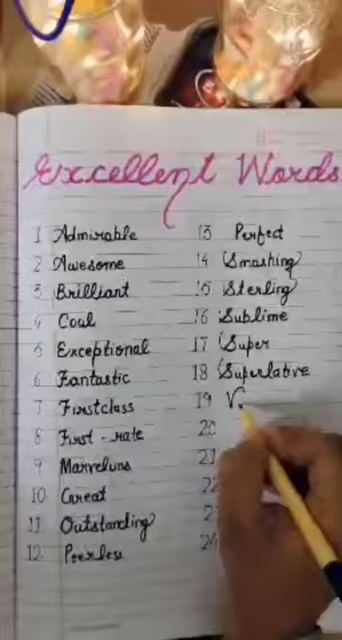 Excellent Words
1 Admirable
2 Awesome
3 Brilliant
4 Coal
5 Exceptional
6 Fantastic
7 Firstclass
8 First-rate
9 Marveluns
10 Great
11 Outstanding
12 Peerless
13 Perfect
14 Smashing
15 Sterling
16 Sublime
17 Super
18 Superlative
19 V
20
21
22
24